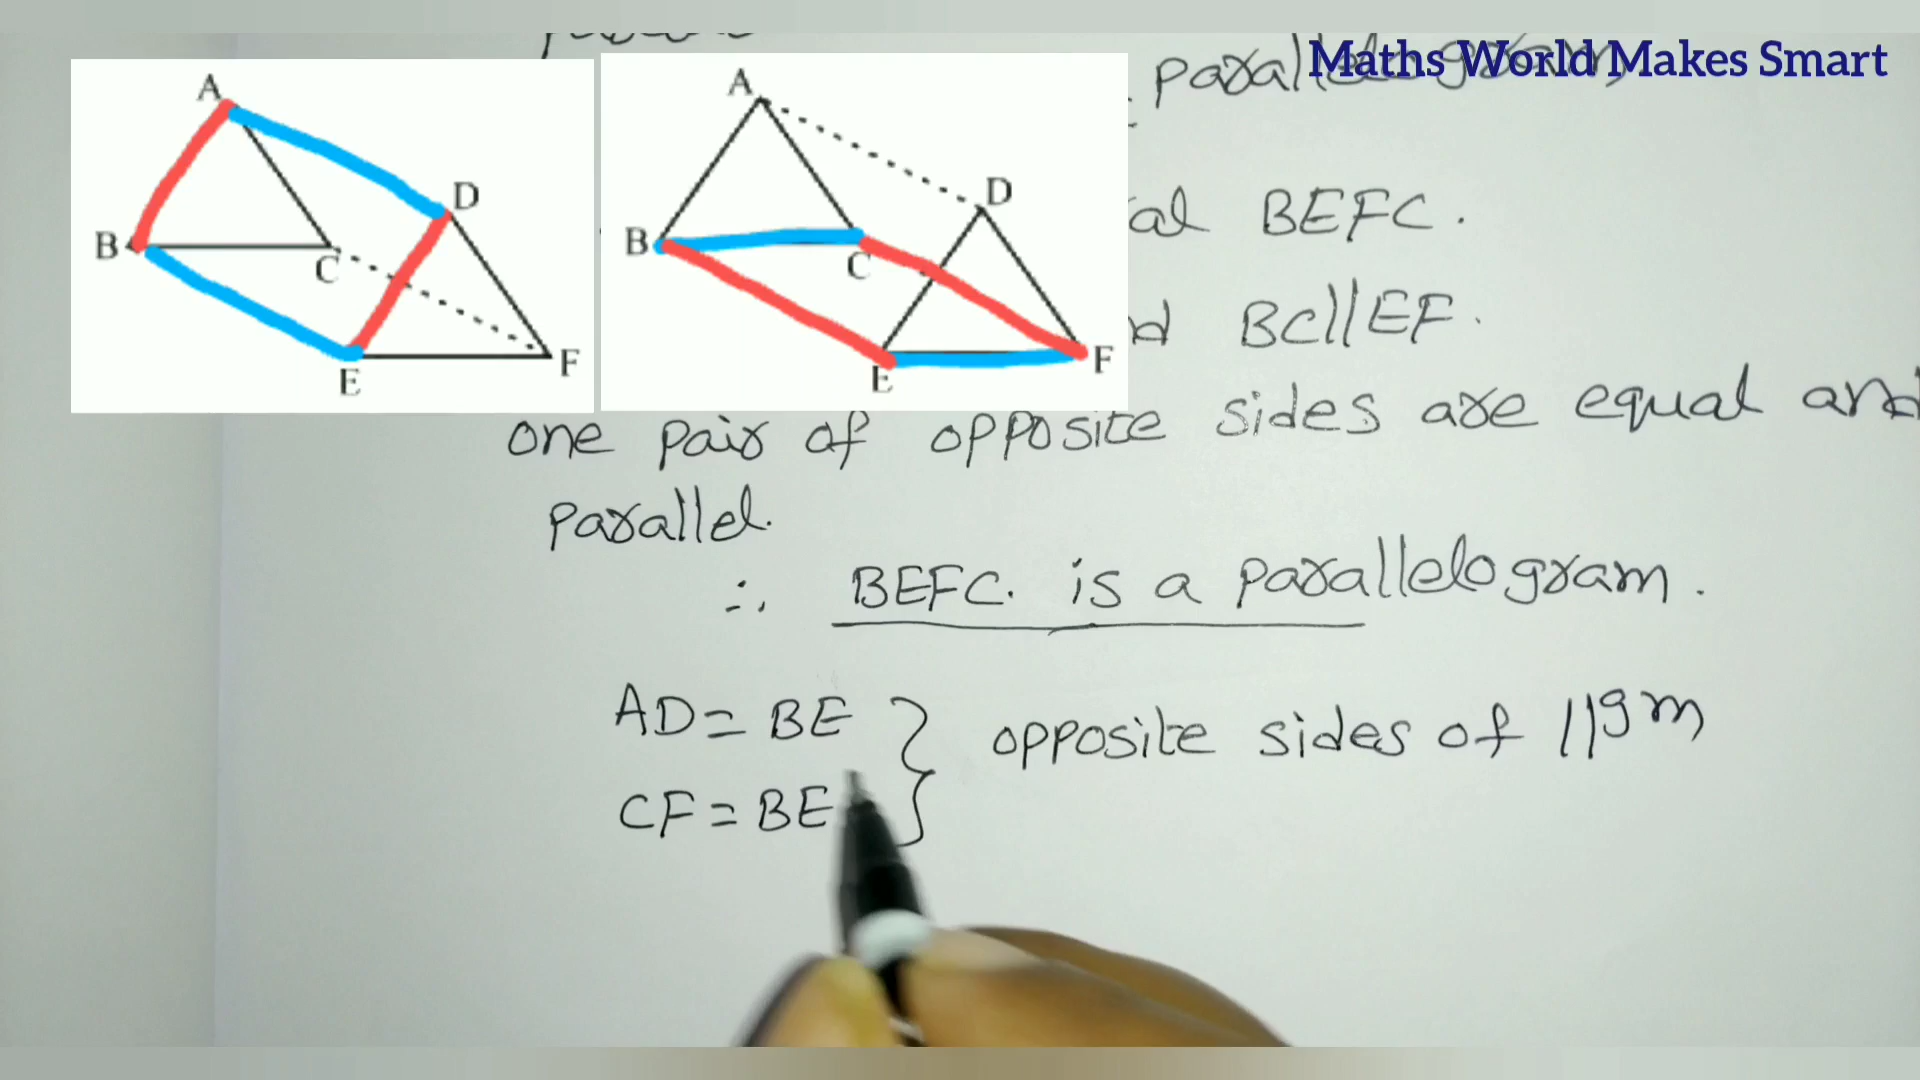 Maths World Makes Smart
parallelogram.
A
D
B
C
E
F
A
D
B
C
E
F
BEFC.
BC||EF.
one pair of opposite sides are equal and
parallel.
∴ BEFC. is a parallelogram.
AD = BE } opposite sides of ||gm
CF = BE